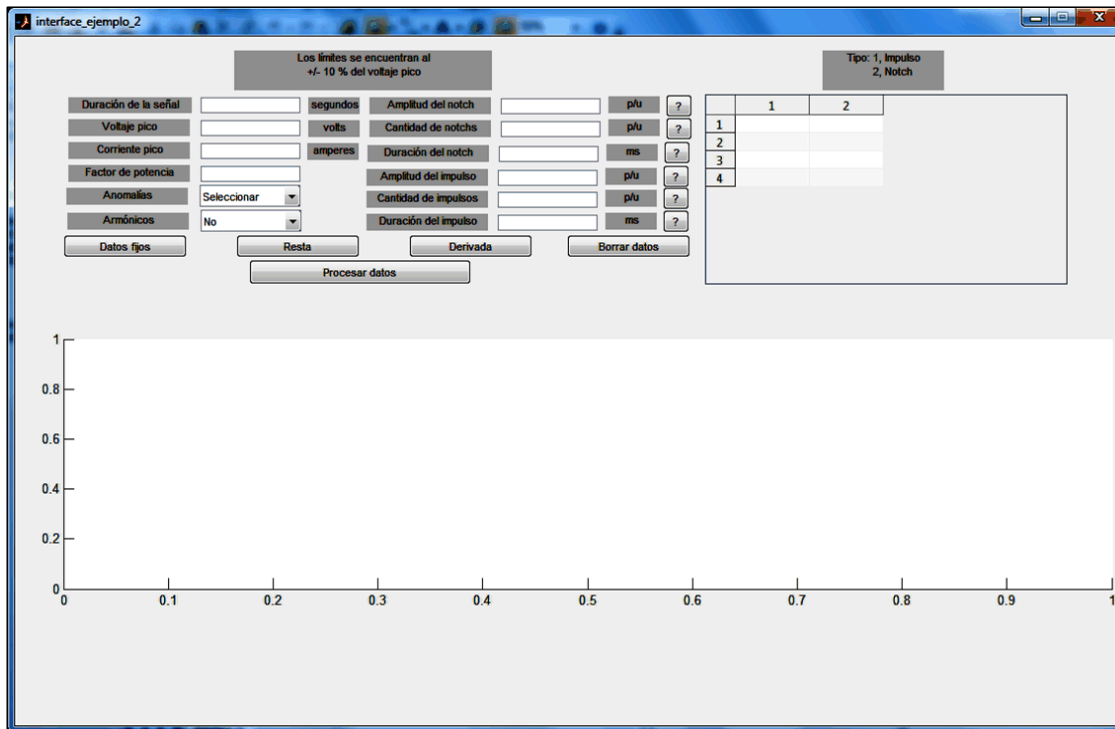 interface_ejemplo_2
Los límites se encuentran al
+/- 10 % del voltaje pico
Tipo: 1, Impulso
2, Notch
Duración de la señal
segundos
Amplitud del notch
p/u
?
Voltaje pico
volts
Cantidad de notchs
p/u
?
Corriente pico
amperes
Duración del notch
ms
?
Factor de potencia
Amplitud del impulso
p/u
?
Anomalías
Seleccionar
Cantidad de impulsos
p/u
?
Armónicos
No
Duración del impulso
ms
?
Datos fijos
Resta
Derivada
Borrar datos
Procesar datos
1 2
1
2
3
4
1
0.8
0.6
0.4
0.2
0
0 0.1 0.2 0.3 0.4 0.5 0.6 0.7 0.8 0.9 1